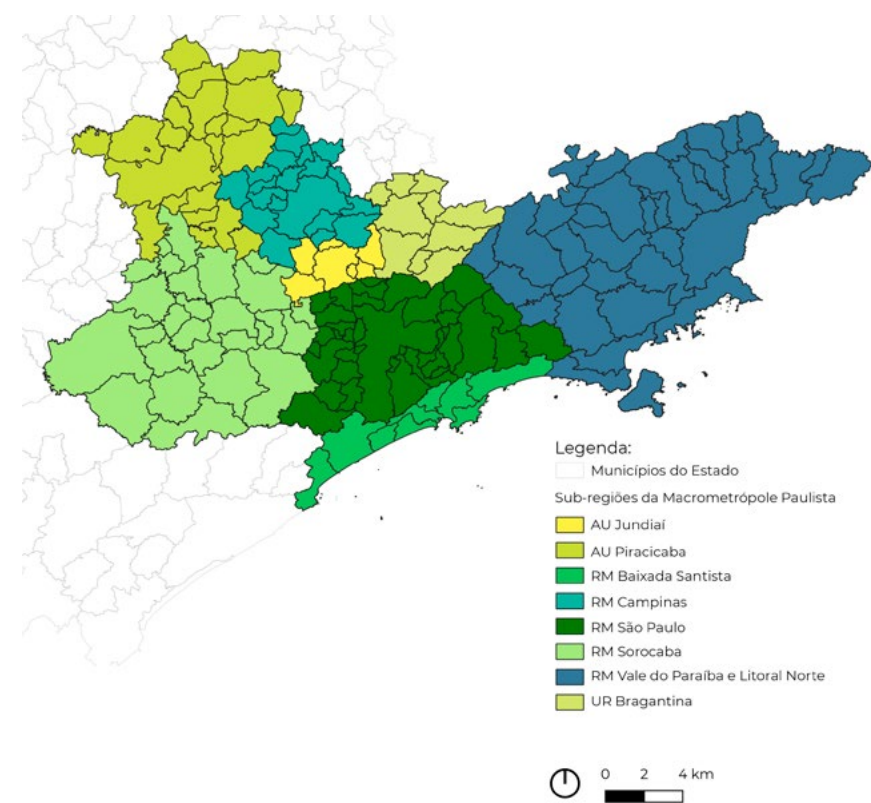 Legenda:
Municípios do Estado
Sub-regiões da Macrometrópole Paulista
AU Jundiaí
AU Piracicaba
RM Baixada Santista
RM Campinas
RM São Paulo
RM Sorocaba
RM Vale do Paraíba e Litoral Norte
UR Bragantina
0 2 4 km